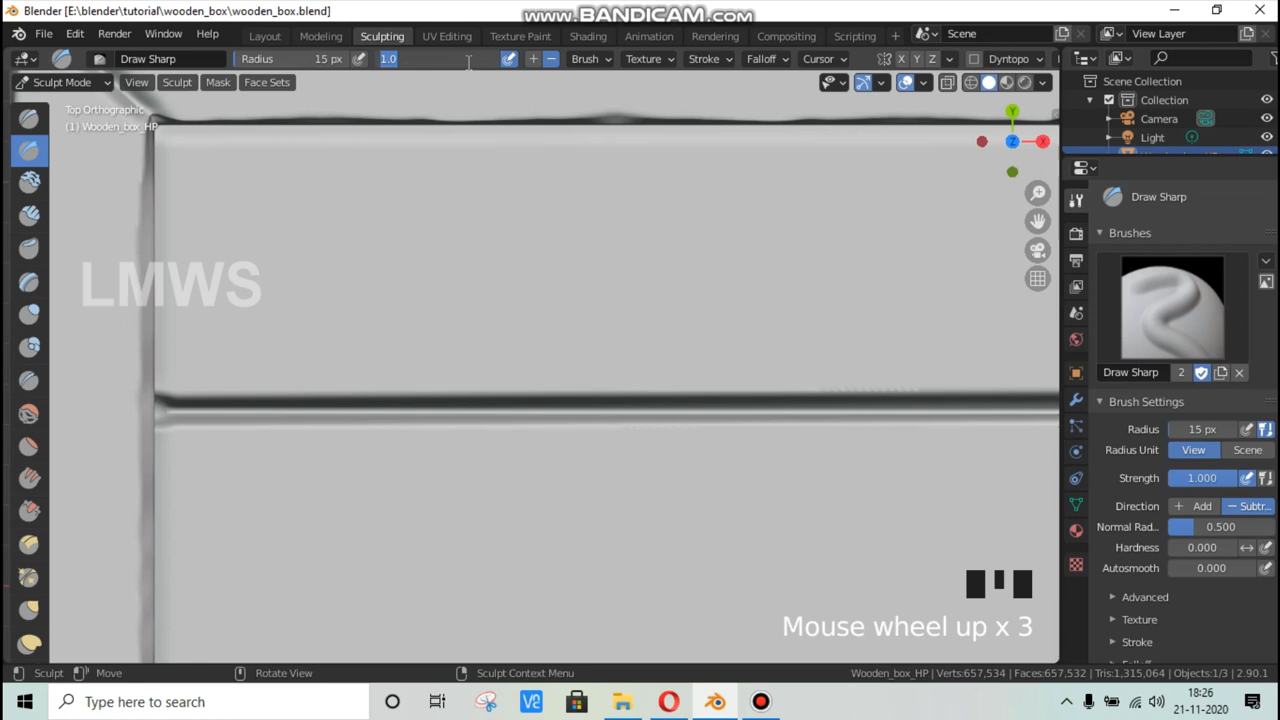 Blender [E:\blender\tutorial\wooden_box\wooden_box.blend]
www.BANDICAM.com
File Edit Render Window Help Layout Modeling Sculpting UV Editing Texture Paint Shading Animation Rendering Compositing Scripting + Scene View Layer
Draw Sharp Radius 15 px 1.0 Brush Texture Stroke Falloff Cursor X Y Z Dyntopo
Sculpt Mode View Sculpt Mask Face Sets
Scene Collection
Collection
Camera
Light
Top Orthographic
(1) Wooden_box_HP
Y
Z
X
LMWS
Draw Sharp
Brushes
Draw Sharp 2
Brush Settings
Radius 15 px
Radius Unit View Scene
Strength 1.000
Direction + Add − Subtr...
Normal Rad... 0.500
Hardness 0.000
Autosmooth 0.000
Advanced
Texture
Stroke
Mouse wheel up x 3
Sculpt Move Rotate View Sculpt Context Menu Wooden_box_HP | Verts:657,534 | Faces:657,532 | Tris:1,315,064 | Objects:1/3 | 2.90.1
Type here to search
18:26
21-11-2020